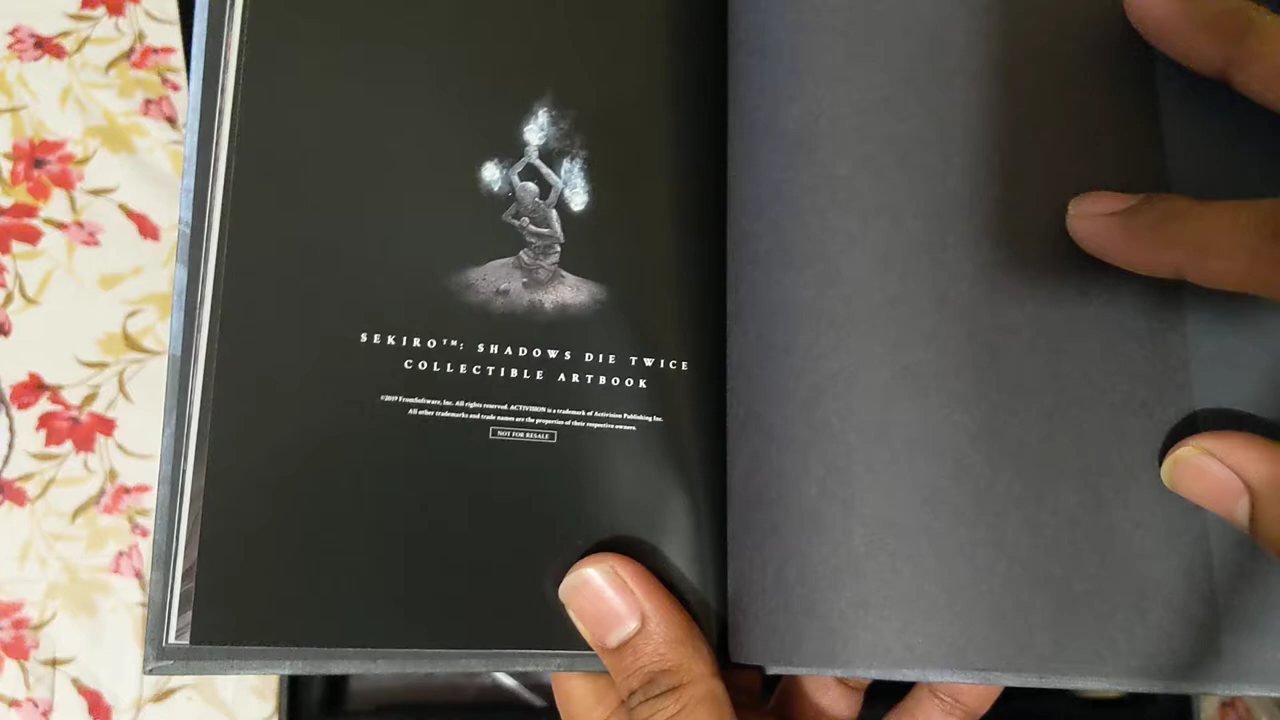 SEKIRO™: SHADOWS DIE TWICE
COLLECTIBLE ARTBOOK
©2019 FromSoftware, Inc. All rights reserved. ACTIVISION is a trademark of Activision Publishing Inc.
All other trademarks and trade names are the properties of their respective owners.
NOT FOR RESALE